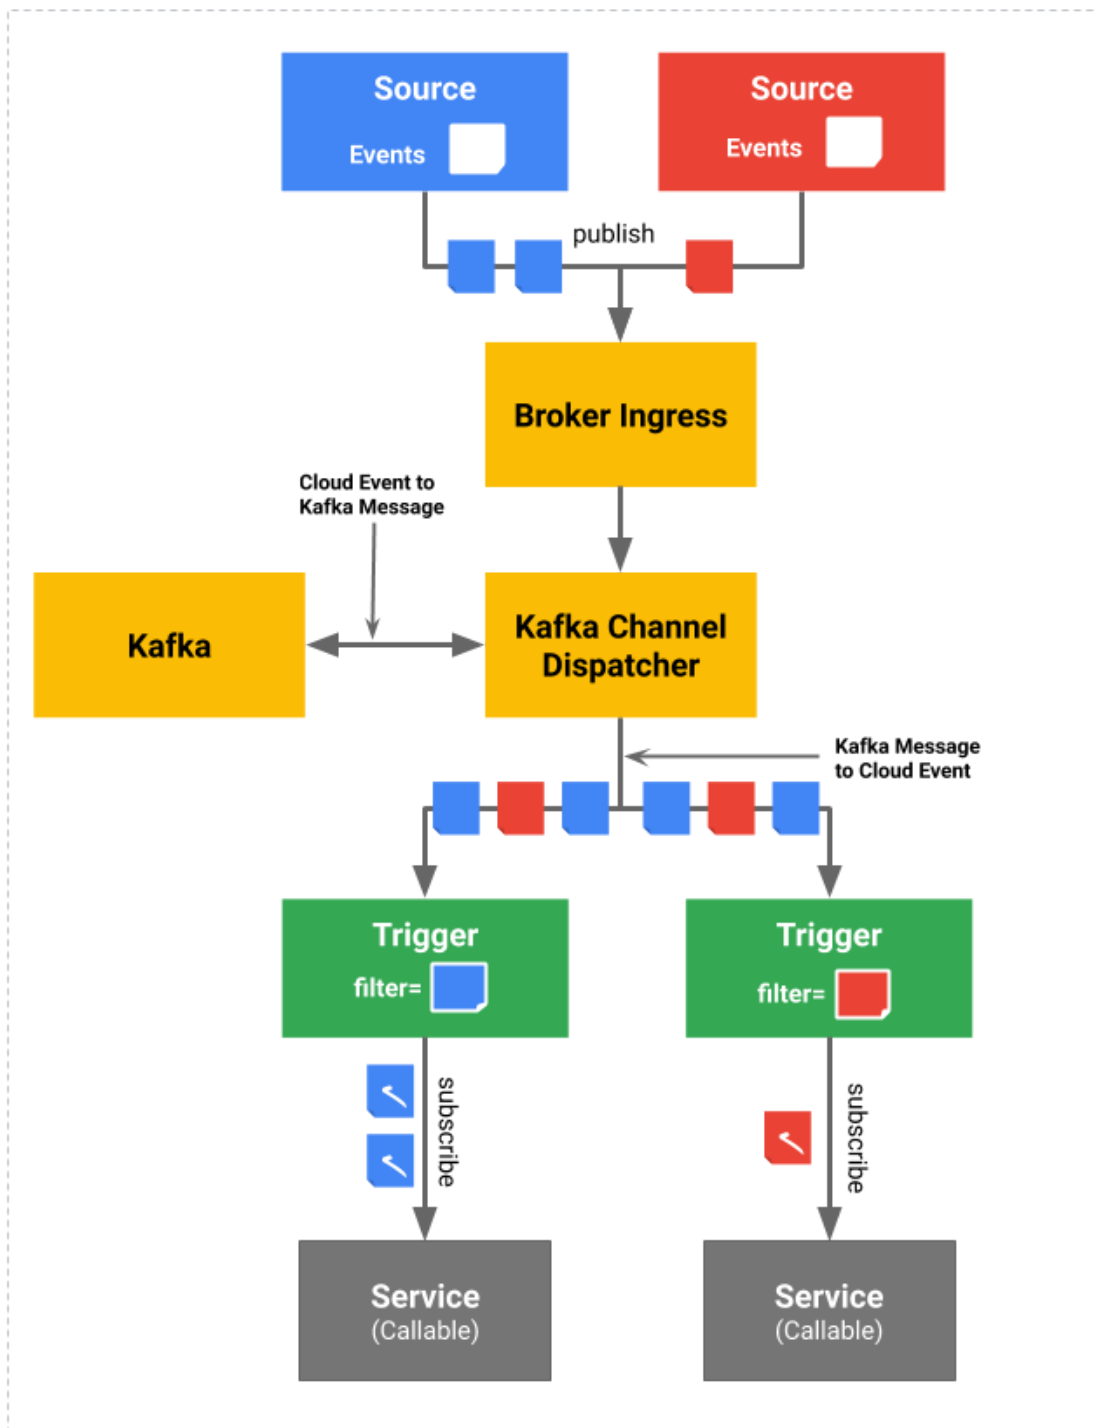 Source
Events
Source
Events
publish
Broker Ingress
Cloud Event to
Kafka Message
Kafka
Kafka Channel
Dispatcher
Kafka Message
to Cloud Event
Trigger
filter=
Trigger
filter=
subscribe
subscribe
Service
(Callable)
Service
(Callable)